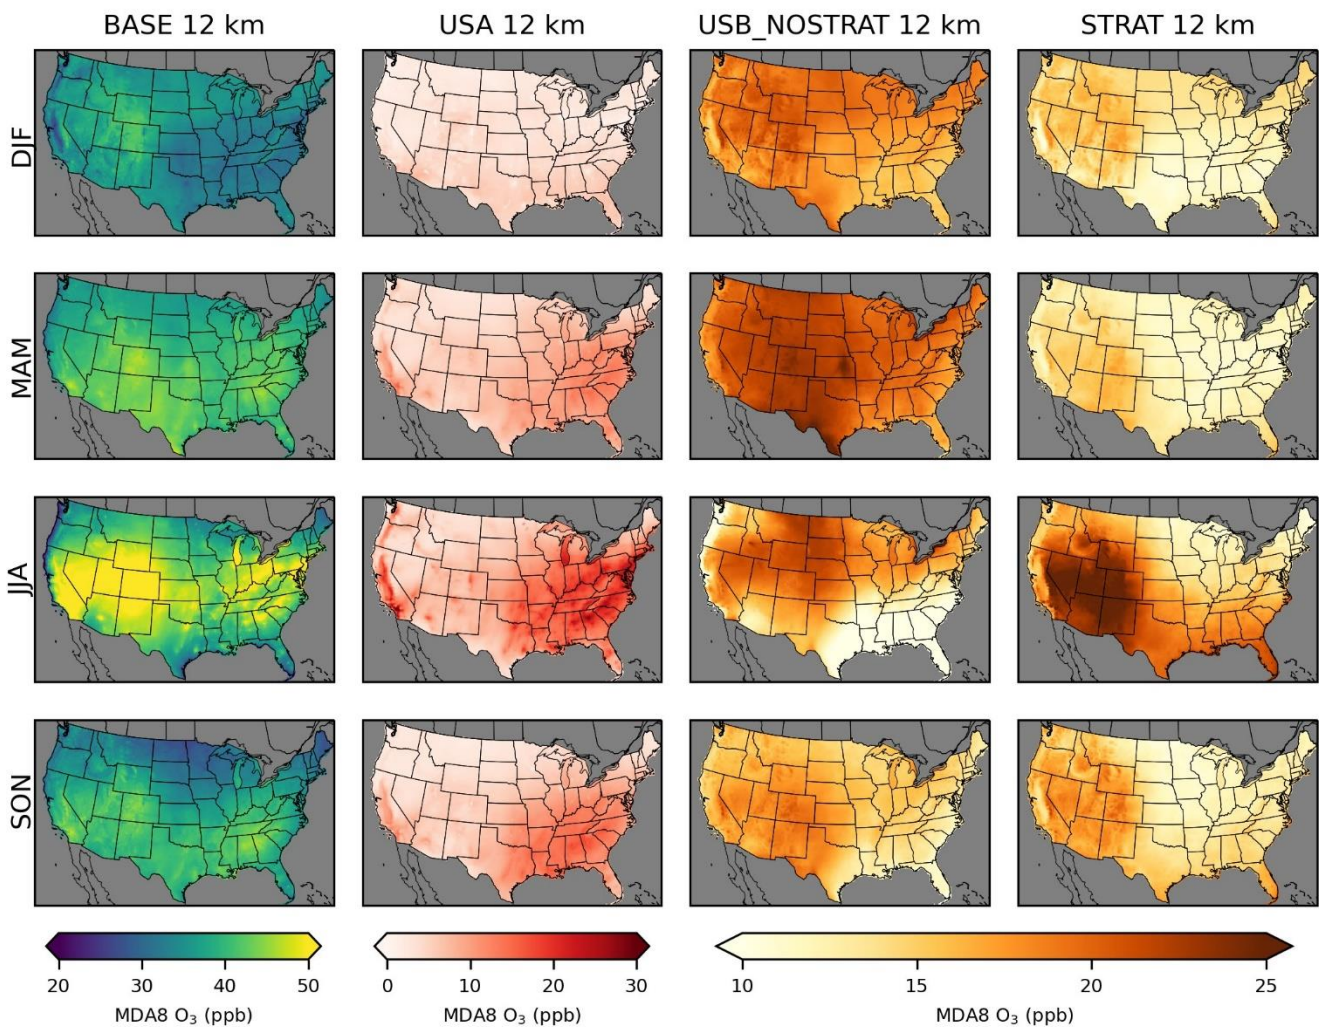 BASE 12 km
USA 12 km
USB_NOSTRAT 12 km
STRAT 12 km
DJF
MAM
JJA
SON
20 30 40 50
0 10 20 30
10 15 20 25
MDA8 O₃ (ppb)
MDA8 O₃ (ppb)
MDA8 O₃ (ppb)